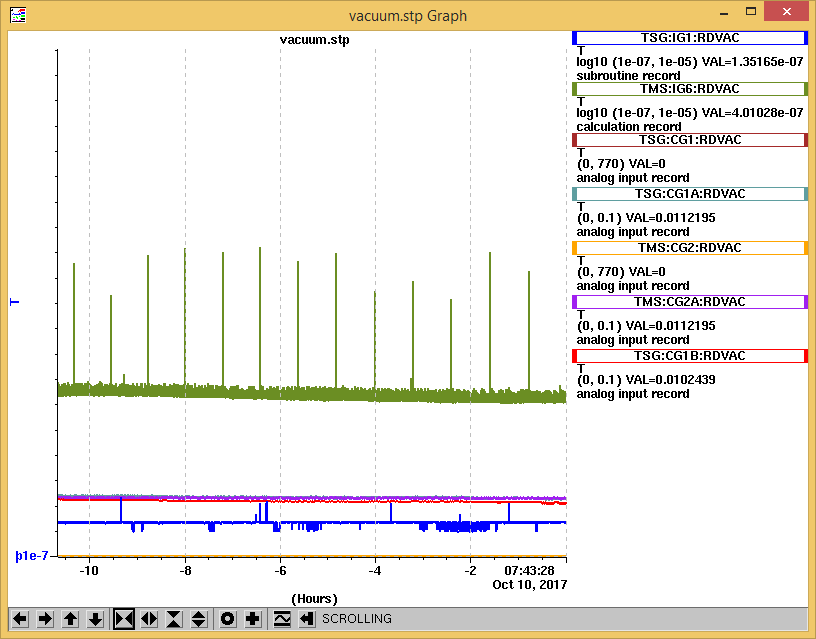 vacuum.stp Graph
vacuum.stp
TSG:IG1:RDVAC
T
log10 (1e-07, 1e-05) VAL=1.35165e-07
subroutine record
TMS:IG6:RDVAC
T
log10 (1e-07, 1e-05) VAL=4.01028e-07
calculation record
TSG:CG1:RDVAC
T
(0, 770) VAL=0
analog input record
TSG:CG1A:RDVAC
T
(0, 0.1) VAL=0.0112195
analog input record
TMS:CG2:RDVAC
T
(0, 770) VAL=0
analog input record
TMS:CG2A:RDVAC
T
(0, 0.1) VAL=0.0112195
analog input record
TSG:CG1B:RDVAC
T
(0, 0.1) VAL=0.0102439
analog input record
T
1e-7
-10 -8 -6 -4 -2 07:43:28
Oct 10, 2017
(Hours)
SCROLLING